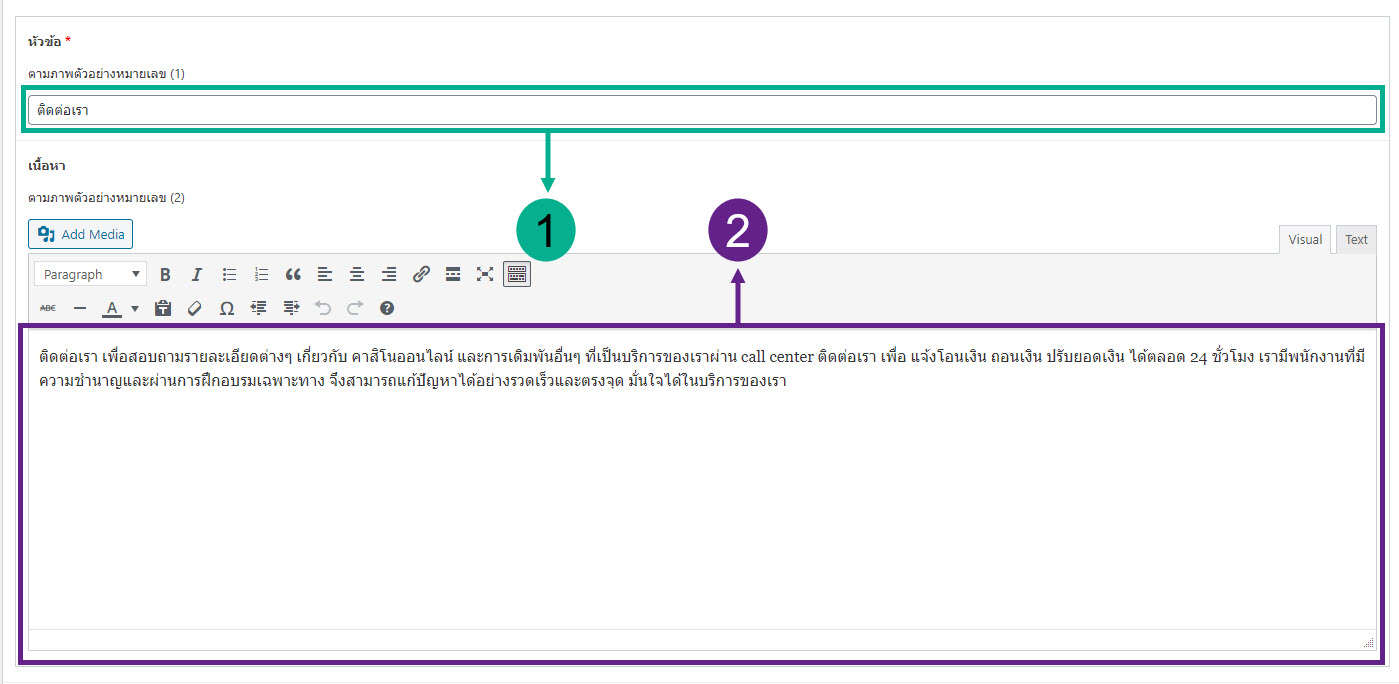 หัวข้อ *
ตามภาพตัวอย่างหมายเลข (1)
ติดต่อเรา
เนื้อหา
ตามภาพตัวอย่างหมายเลข (2)
1
2
Add Media
Visual
Text
Paragraph
B
I
ABC
A
Ω
ติดต่อเรา เพื่อสอบถามรายละเอียดต่างๆ เกี่ยวกับ คาสิโนออนไลน์ และการเดิมพันอื่นๆ ที่เป็นบริการของเราผ่าน call center ติดต่อเรา เพื่อ แจ้งโอนเงิน ถอนเงิน ปรับยอดเงิน ได้ตลอด 24 ชั่วโมง เรามีพนักงานที่มี
ความชำนาญและผ่านการฝึกอบรมเฉพาะทาง จึงสามารถแก้ปัญหาได้อย่างรวดเร็วและตรงจุด มั่นใจได้ในบริการของเรา